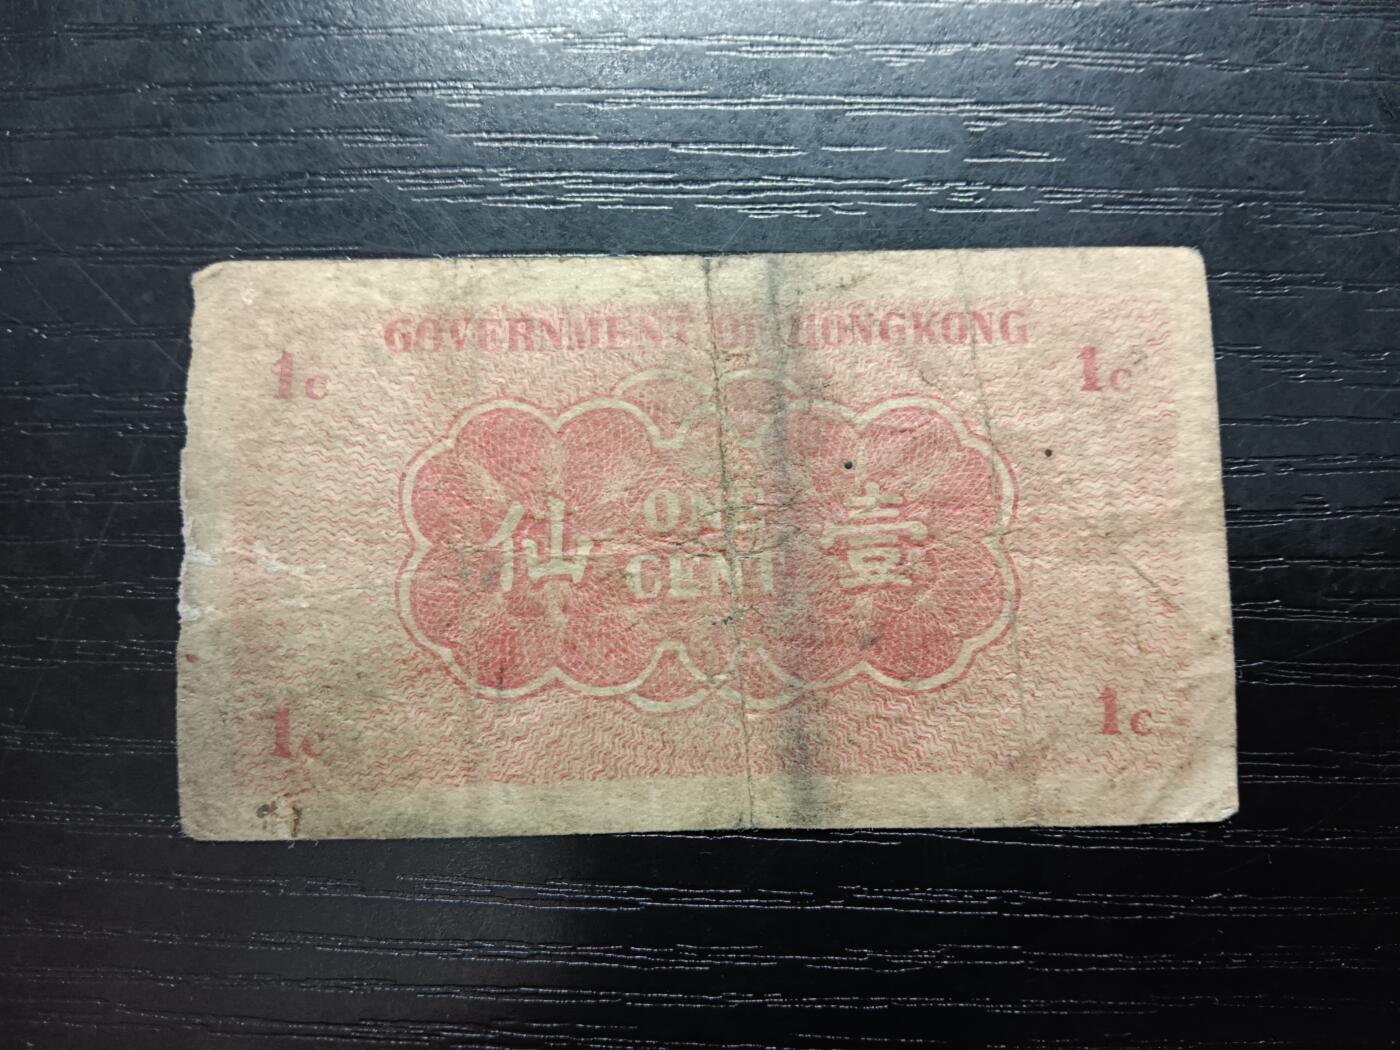 GOVERNMENT OF HONGKONG
1c 1c
仙 ONE CENT 壹
1c 1c